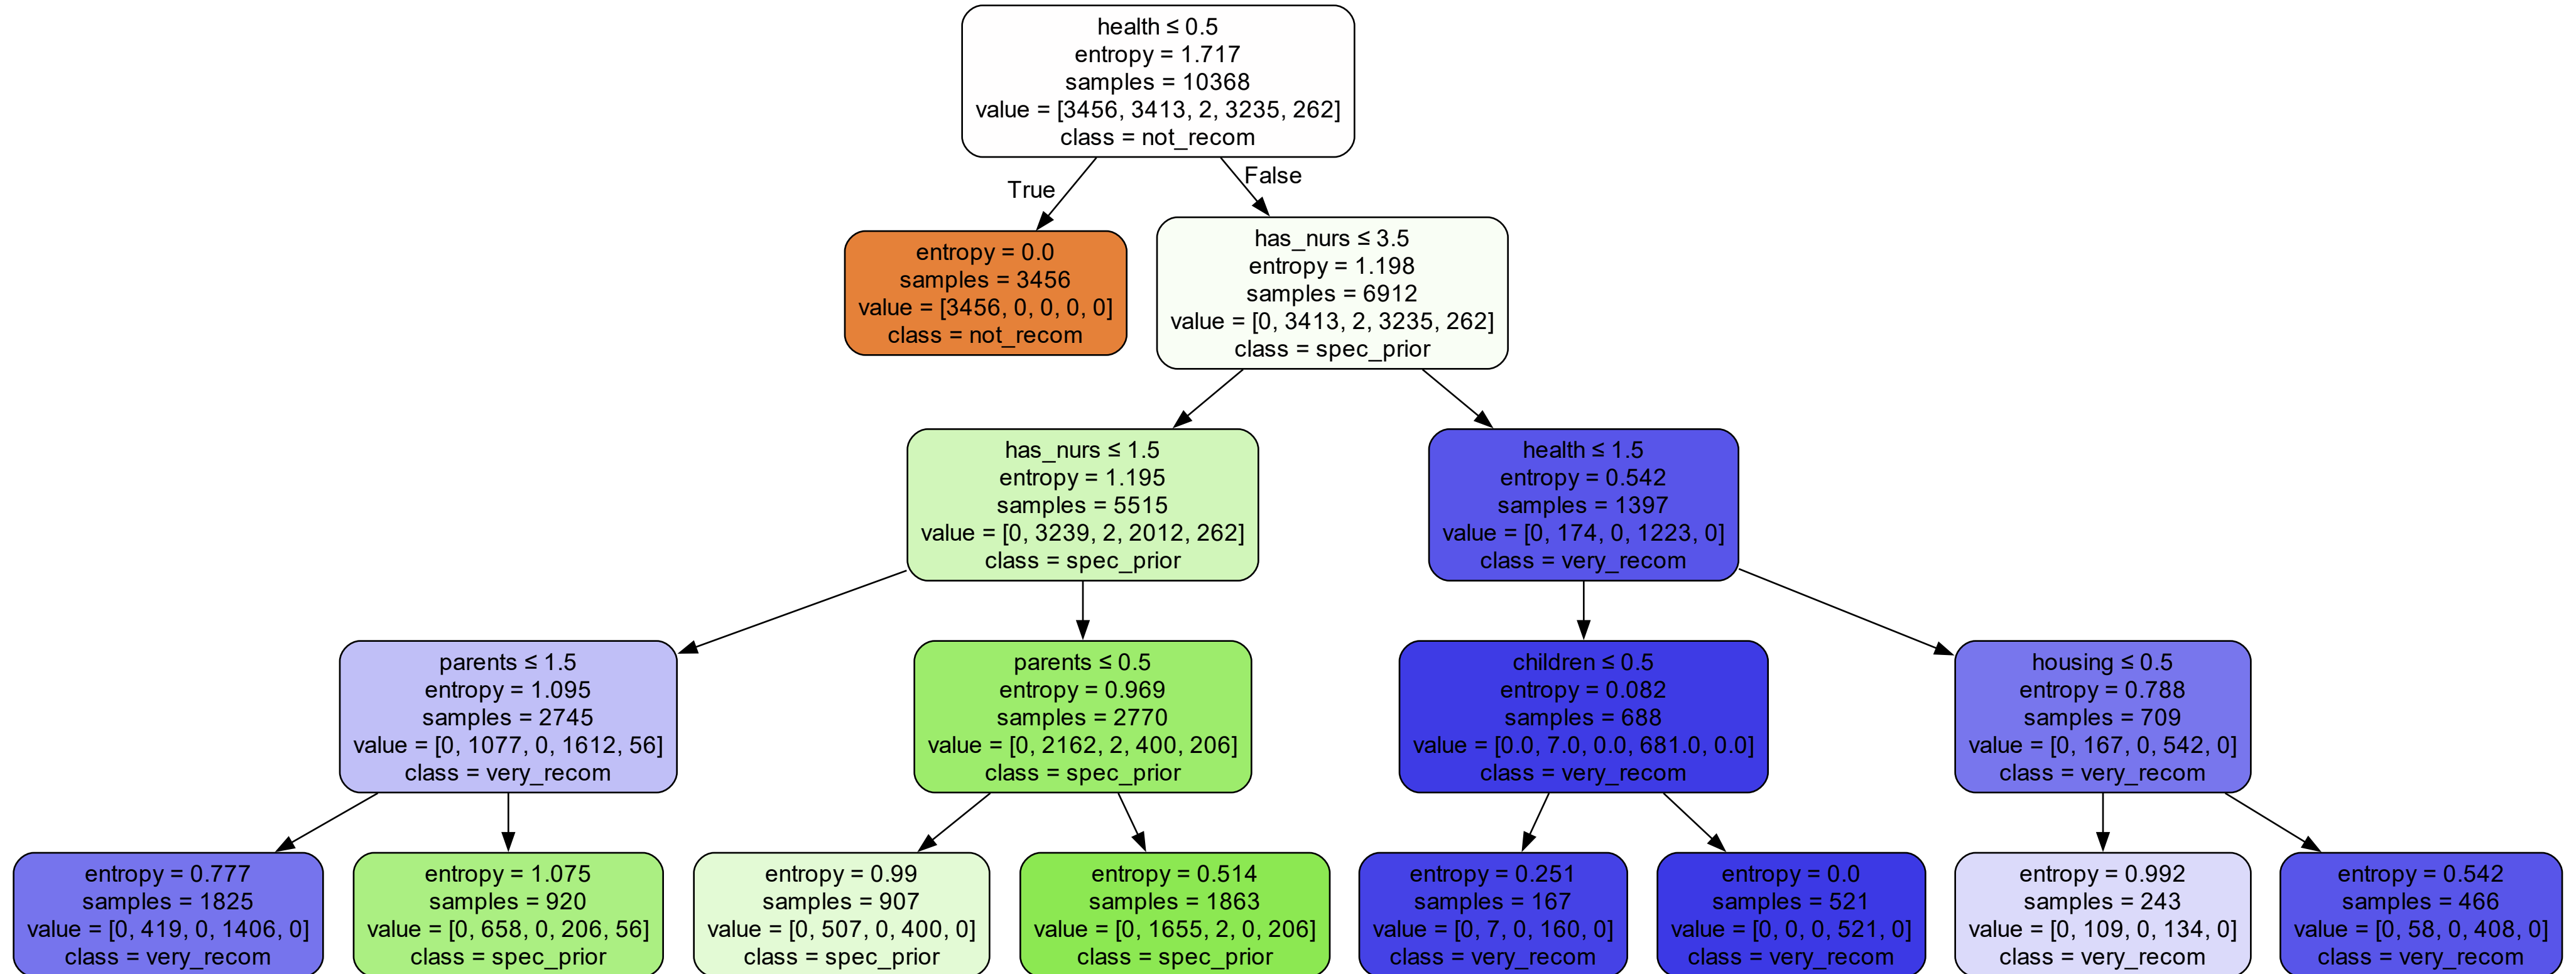 health ≤ 0.5
entropy = 1.717
samples = 10368
value = [3456, 3413, 2, 3235, 262]
class = not_recom
True
False
entropy = 0.0
samples = 3456
value = [3456, 0, 0, 0, 0]
class = not_recom
has_nurs ≤ 3.5
entropy = 1.198
samples = 6912
value = [0, 3413, 2, 3235, 262]
class = spec_prior
has_nurs ≤ 1.5
entropy = 1.195
samples = 5515
value = [0, 3239, 2, 2012, 262]
class = spec_prior
health ≤ 1.5
entropy = 0.542
samples = 1397
value = [0, 174, 0, 1223, 0]
class = very_recom
parents ≤ 1.5
entropy = 1.095
samples = 2745
value = [0, 1077, 0, 1612, 56]
class = very_recom
parents ≤ 0.5
entropy = 0.969
samples = 2770
value = [0, 2162, 2, 400, 206]
class = spec_prior
children ≤ 0.5
entropy = 0.082
samples = 688
value = [0.0, 7.0, 0.0, 681.0, 0.0]
class = very_recom
housing ≤ 0.5
entropy = 0.788
samples = 709
value = [0, 167, 0, 542, 0]
class = very_recom
entropy = 0.777
samples = 1825
value = [0, 419, 0, 1406, 0]
class = very_recom
entropy = 1.075
samples = 920
value = [0, 658, 0, 206, 56]
class = spec_prior
entropy = 0.99
samples = 907
value = [0, 507, 0, 400, 0]
class = spec_prior
entropy = 0.514
samples = 1863
value = [0, 1655, 2, 0, 206]
class = spec_prior
entropy = 0.251
samples = 167
value = [0, 7, 0, 160, 0]
class = very_recom
entropy = 0.0
samples = 521
value = [0, 0, 0, 521, 0]
class = very_recom
entropy = 0.992
samples = 243
value = [0, 109, 0, 134, 0]
class = very_recom
entropy = 0.542
samples = 466
value = [0, 58, 0, 408, 0]
class = very_recom